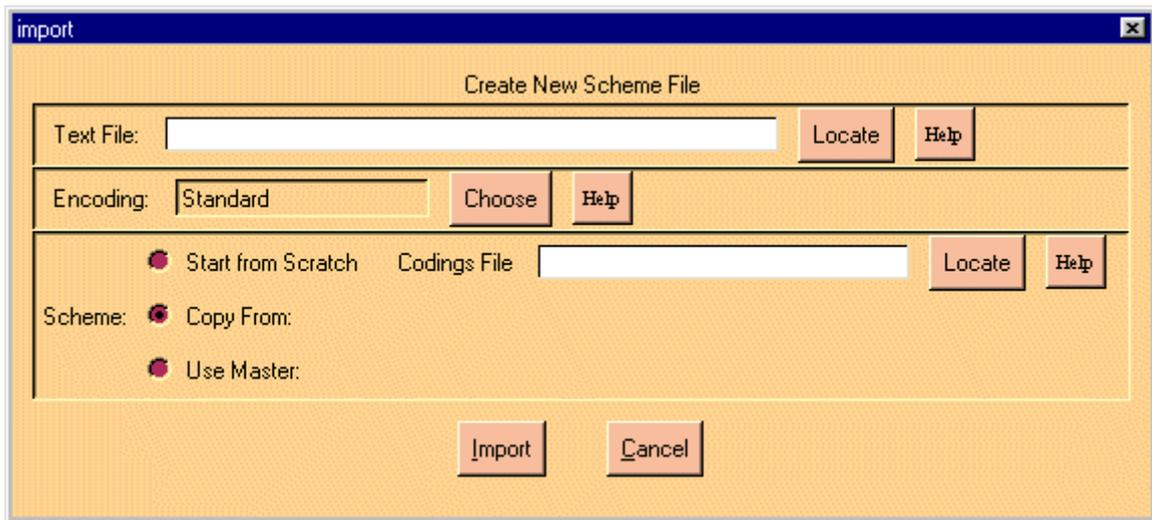 import
Create New Scheme File
Text File: Locate Help
Encoding: Standard Choose Help
Start from Scratch Codings File Locate Help
Scheme: Copy From:
Use Master:
Import Cancel